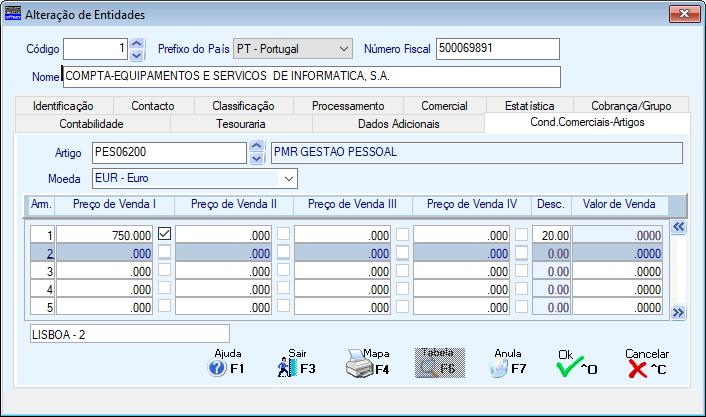 Alteração de Entidades
Código 1 Prefixo do País PT - Portugal Número Fiscal 500069891
Nome COMPTA-EQUIPAMENTOS E SERVICOS DE INFORMATICA, S.A.
Identificação Contacto Classificação Processamento Comercial Estatística Cobrança/Grupo
Contabilidade Tesouraria Dados Adicionais Cond.Comerciais-Artigos
Artigo PES06200 PMR GESTAO PESSOAL
Moeda EUR - Euro
Arm. Preço de Venda I Preço de Venda II Preço de Venda III Preço de Venda IV Desc. Valor de Venda
1 750.000 .000 .000 .000 20.00 .0000
2 .000 .000 .000 .000 0.00 .0000
3 .000 .000 .000 .000 0.00 .0000
4 .000 .000 .000 .000 0.00 .0000
5 .000 .000 .000 .000 0.00 .0000
LISBOA - 2
Ajuda F1 Sair F3 Mapa F4 Tabela F6 Anula F7 Ok ^O Cancelar ^C